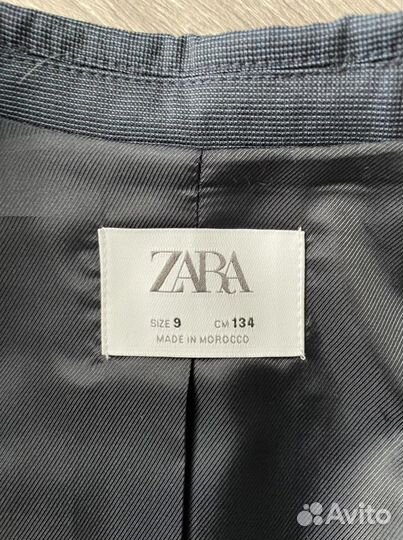 ZARA
SIZE 9 CM 134
MADE IN MOROCCO
Avito